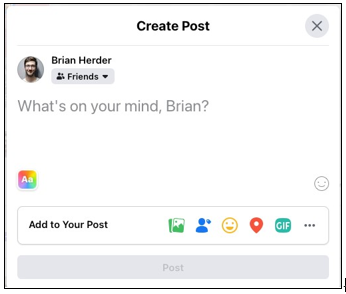 Create Post
Brian Herder
Friends
What's on your mind, Brian?
Aa
Add to Your Post
GIF
Post